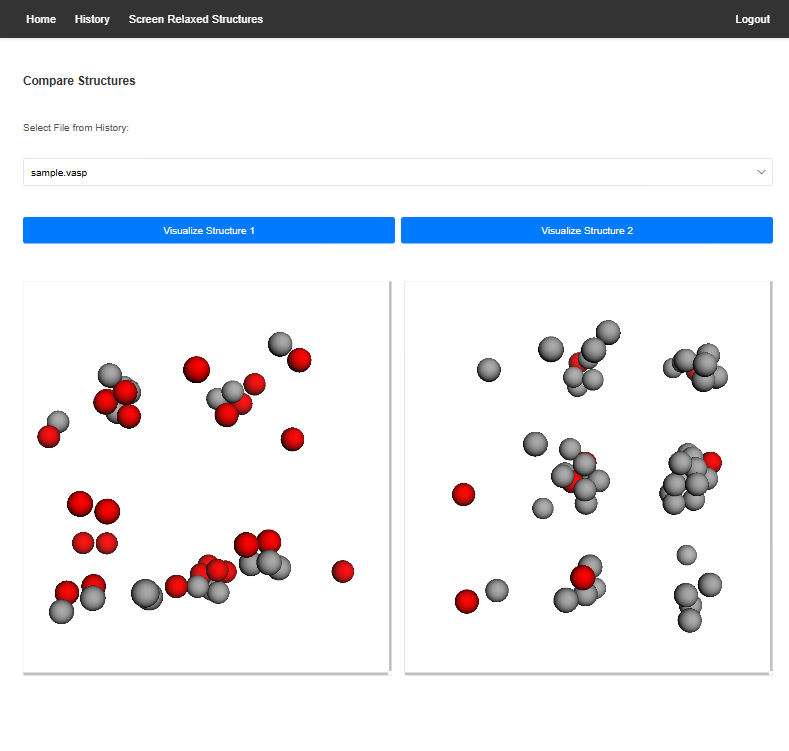 Home History Screen Relaxed Structures Logout
Compare Structures
Select File from History:
sample.vasp
Visualize Structure 1 Visualize Structure 2